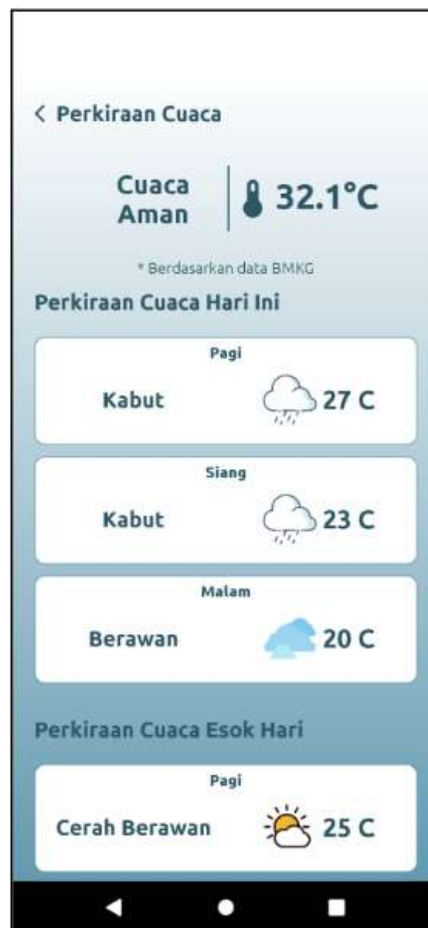 < Perkiraan Cuaca
Cuaca
Aman
32.1°C
* Berdasarkan data BMKG
Perkiraan Cuaca Hari Ini
Pagi
Kabut 27 C
Siang
Kabut 23 C
Malam
Berawan 20 C
Perkiraan Cuaca Esok Hari
Pagi
Cerah Berawan 25 C